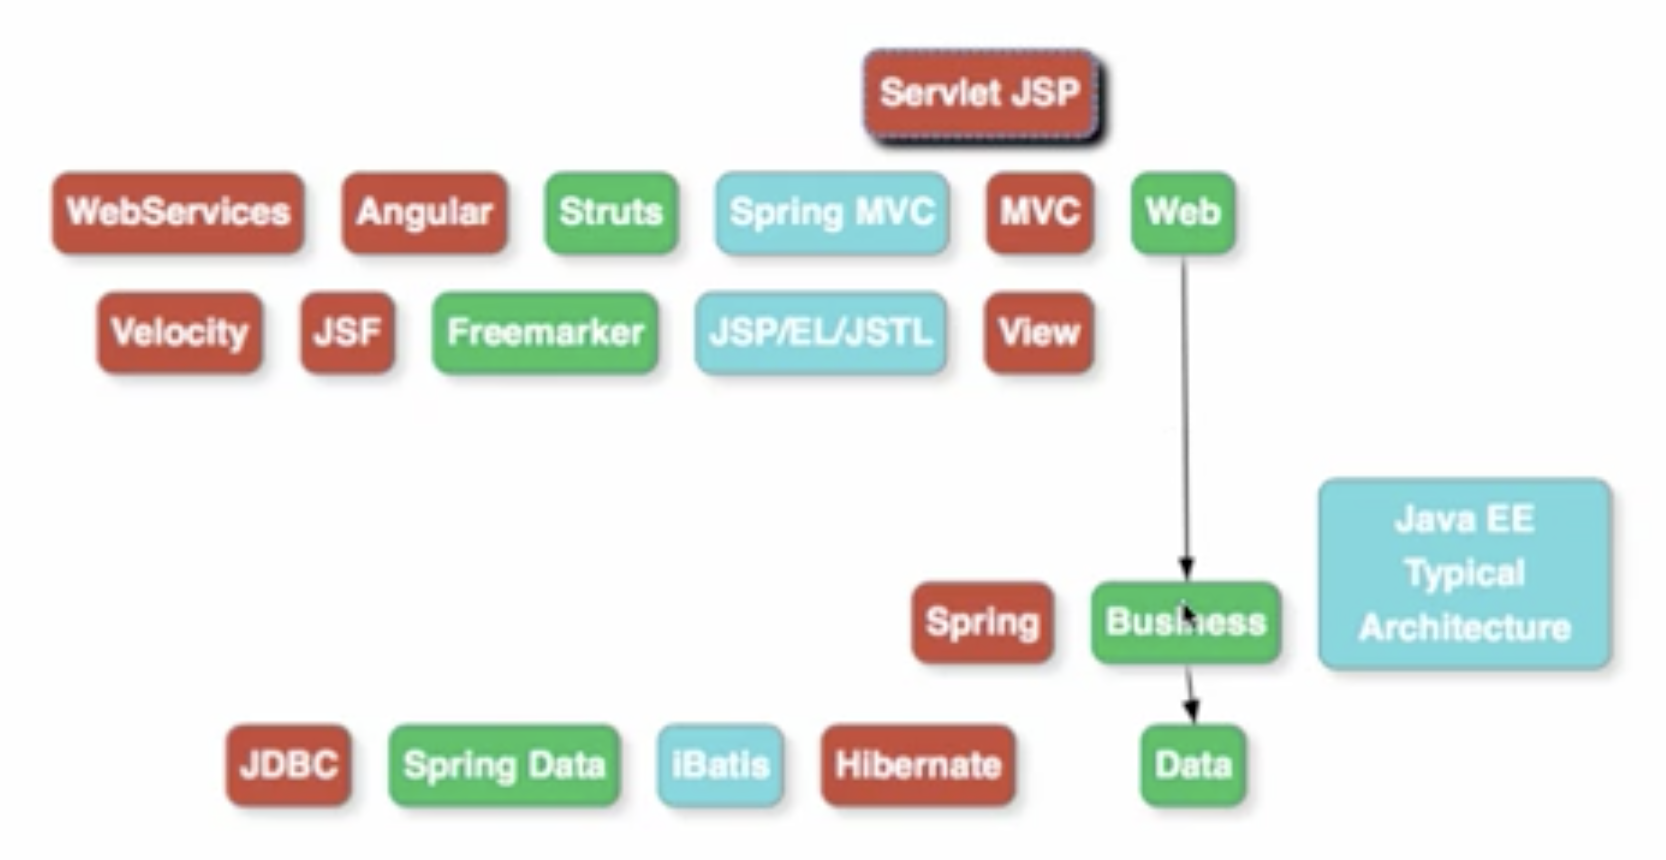 Servlet JSP
WebServices
Angular
Struts
Spring MVC
MVC
Web
Velocity
JSF
Freemarker
JSP/EL/JSTL
View
Java EE
Typical
Architecture
Spring
Business
JDBC
Spring Data
iBatis
Hibernate
Data